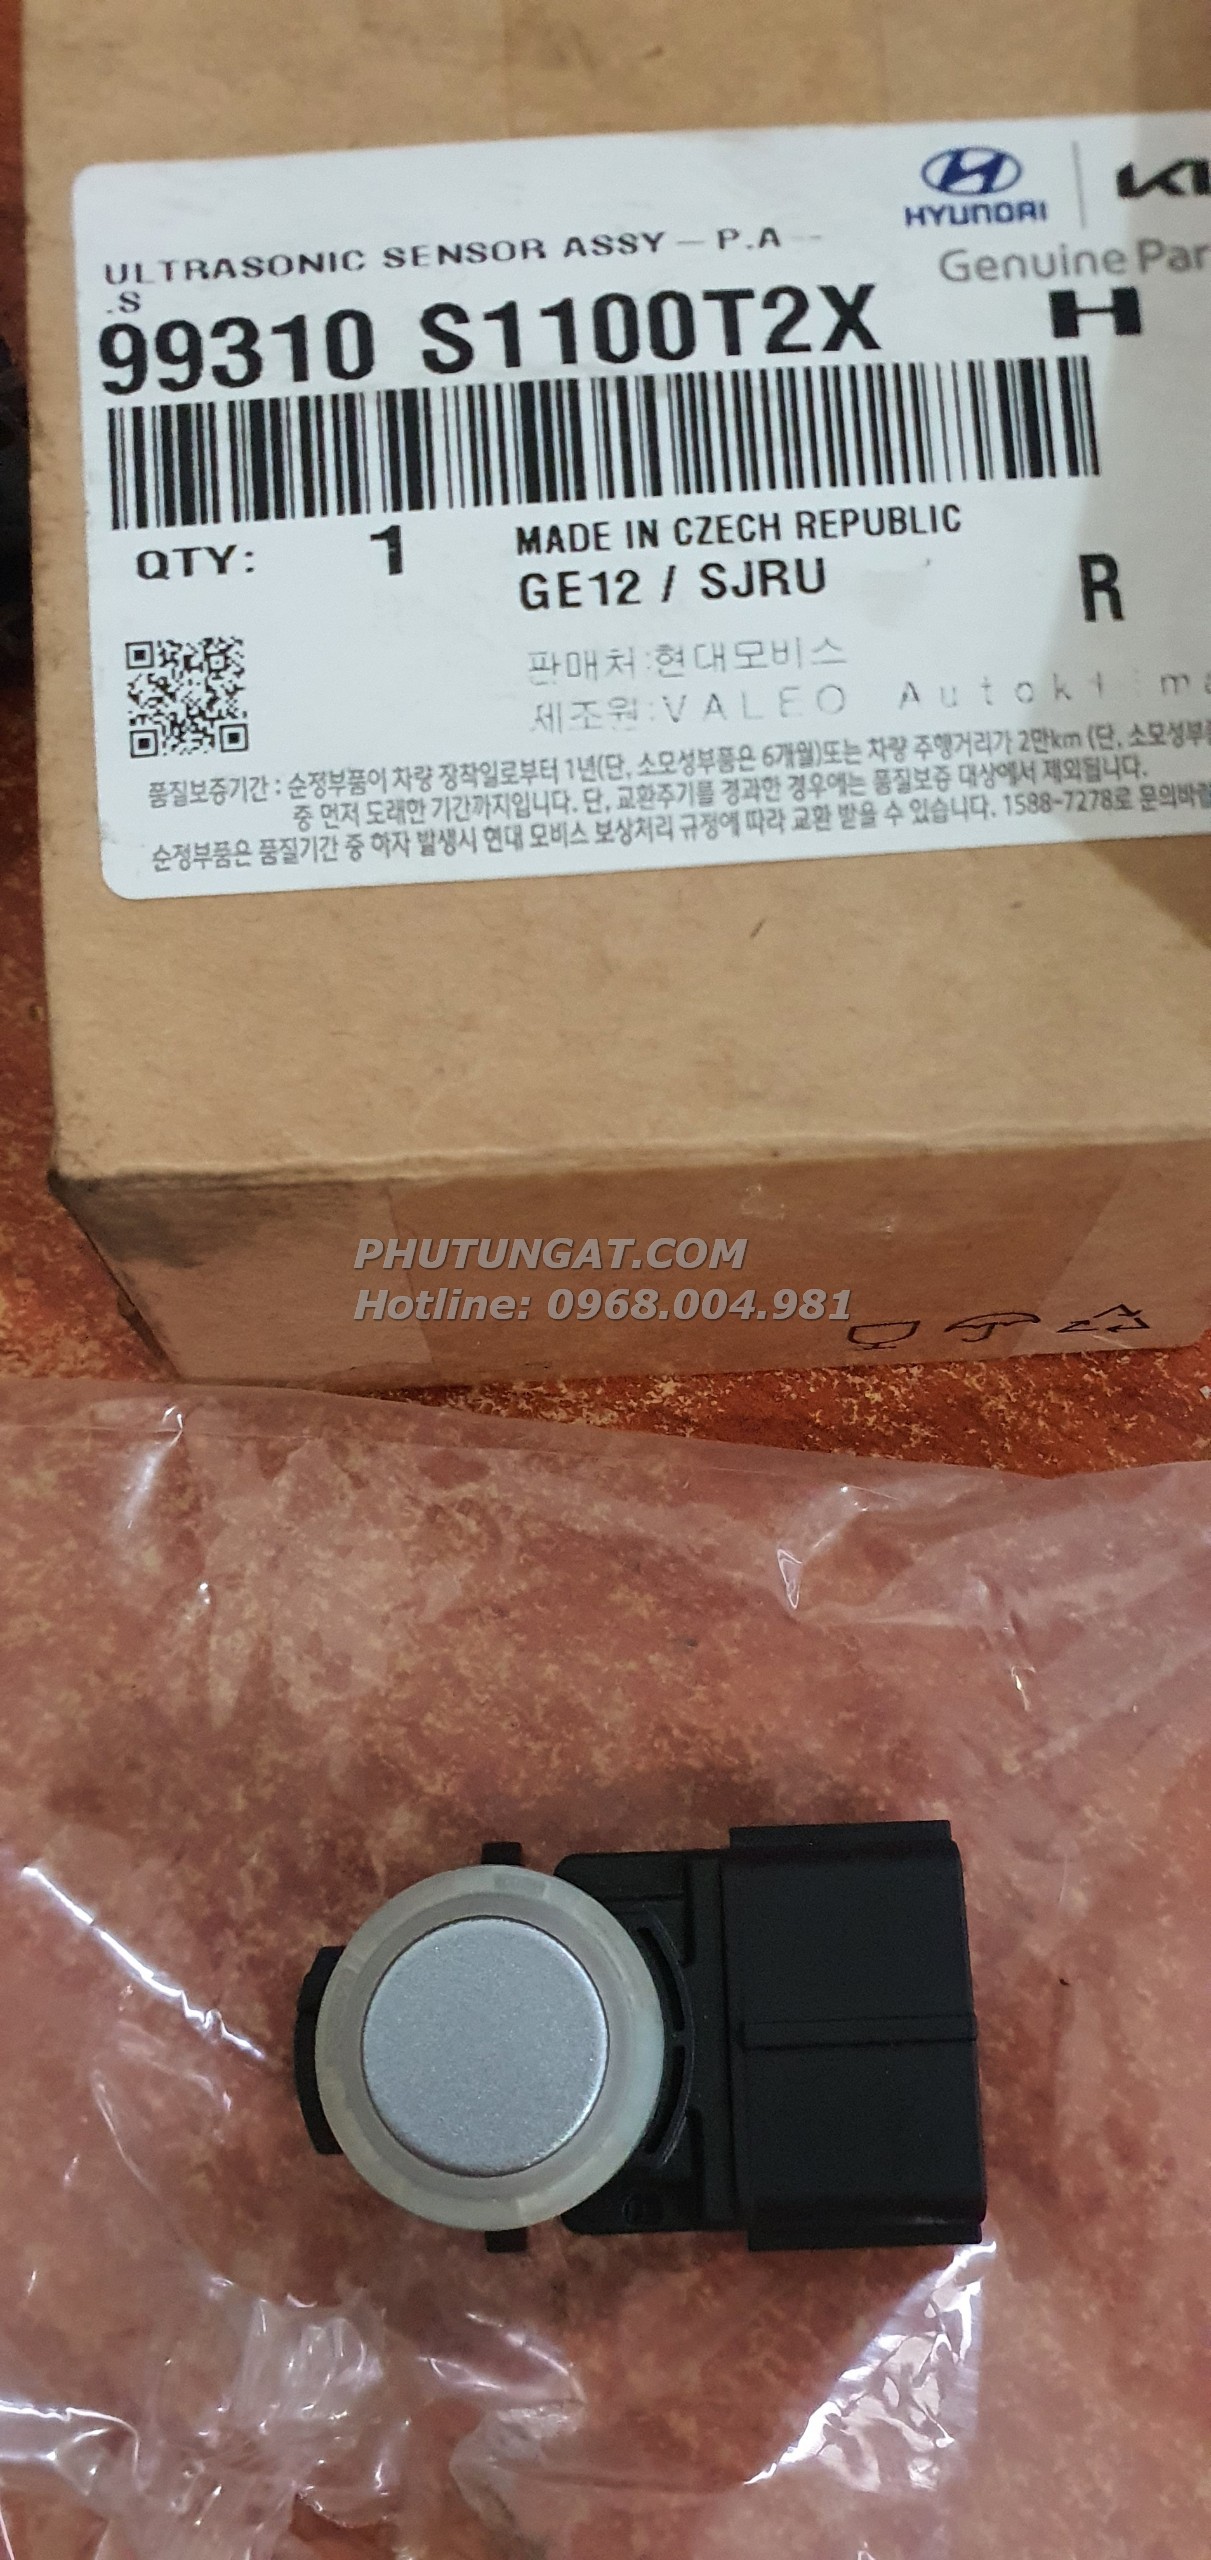 HYUNDAI
KI
Genuine Par
ULTRASONIC SENSOR ASSY — P.A --
.S
99310 S1100T2X H
QTY: 1
MADE IN CZECH REPUBLIC
GE12 / SJRU
R
판매처:현대모비스
제조원:VALEO Autokl ma
품질보증기간 : 순정부품이 차량 장착일로부터 1년(단, 소모성부품은 6개월)또는 차량 주행거리가 2만km (단, 소모성부품
중 먼저 도래한 기간까지입니다. 단, 교환주기를 경과한 경우에는 품질보증 대상에서 제외됩니다.
순정부품은 품질기간 중 하자 발생시 현대 모비스 보상처리 규정에 따라 교환 받을 수 있습니다. 1588-7278로 문의바랍
PHUTUNGAT.COM
Hotline: 0968.004.981